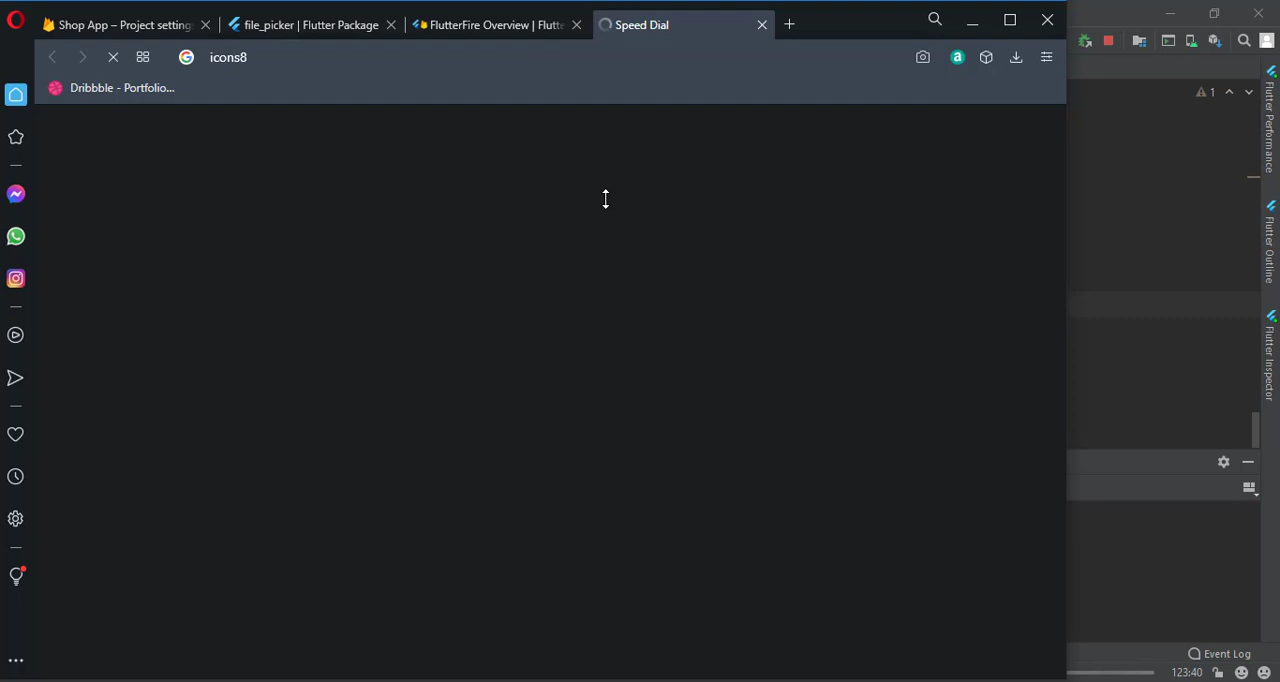 Shop App – Project setting
file_picker | Flutter Package
FlutterFire Overview | Flutte
Speed Dial
icons8
a
Dribbble - Portfolio...
1
Flutter Performance
Flutter Outline
Flutter Inspector
Event Log
123:40